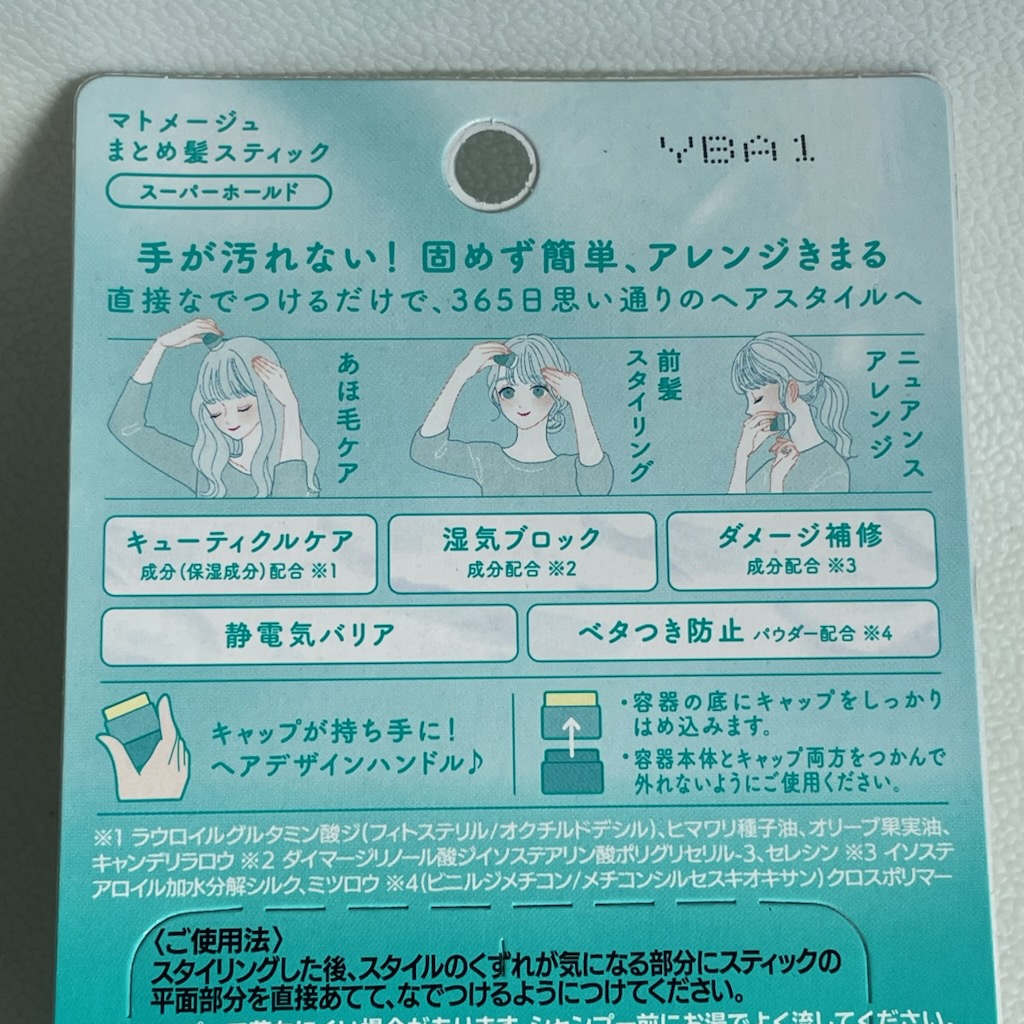 マトメージュ
まとめ髪スティック
スーパーホールド
YBA1
手が汚れない！固めず簡単、アレンジきまる
直接なでつけるだけで、365日思い通りのヘアスタイルへ
あほ毛ケア
前髪
スタイリング
ニュアンス
アレンジ
キューティクルケア
成分（保湿成分）配合 ※1
湿気ブロック
成分配合 ※2
ダメージ補修
成分配合 ※3
静電気バリア
ベタつき防止 パウダー配合 ※4
キャップが持ち手に！
ヘアデザインハンドル♪
・容器の底にキャップをしっかり
はめ込みます。
・容器本体とキャップ両方をつかんで
外れないようにご使用ください。
※1 ラウロイルグルタミン酸ジ（フィトステリル/オクチルドデシル）、ヒマワリ種子油、オリーブ果実油、
キャンデリラロウ ※2 ダイマージリノール酸ジイソステアリン酸ポリグリセリル-3、セレシン ※3 イソステ
アロイル加水分解シルク、ミツロウ ※4（ビニルジメチコン/メチコンシルセスキオキサン）クロスポリマー
〈ご使用法〉
スタイリングした後、スタイルのくずれが気になる部分にスティックの
平面部分を直接あてて、なでつけるようにつけてください。